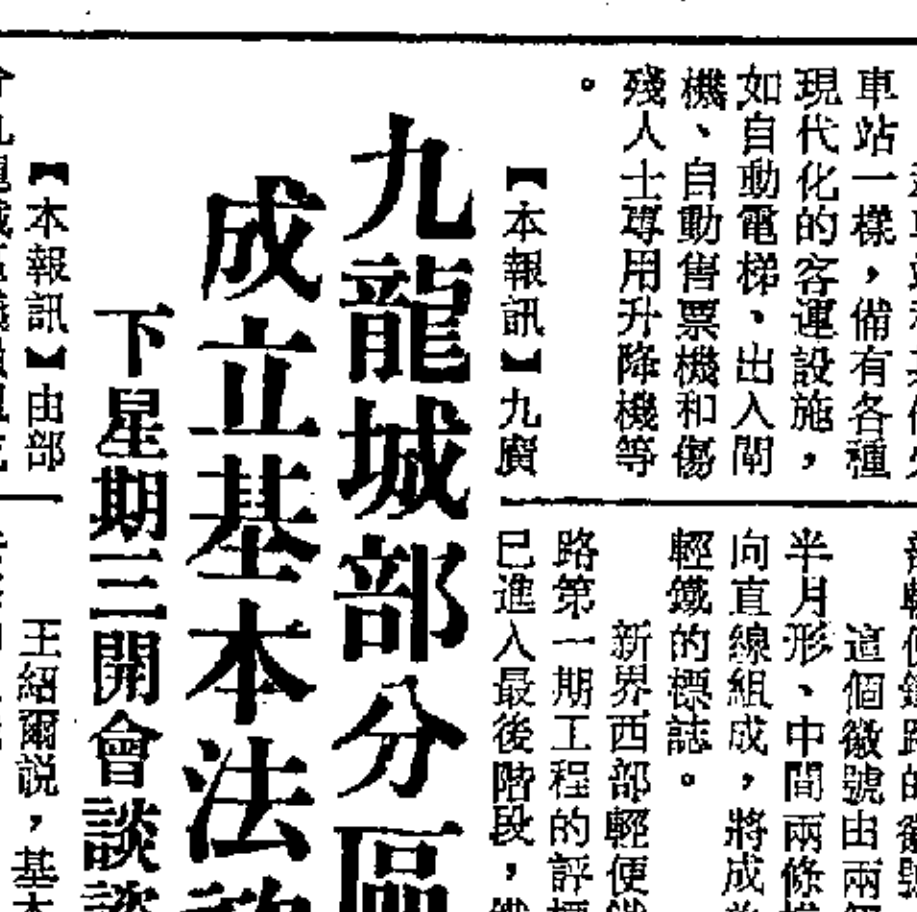 車站一樣，備有各種
現代化的客運設施，
如自動電梯、出入閘
機、自動售票機和傷
殘人士專用升降機等
。
【本報訊】九廣
這個徽號由兩
半月形、中間兩條
向直線組成，將成
輕鐵的標誌。
新界西部輕便
路第一期工程的評
已進入最後階段，
九龍城部分區
成立基本法
下星期三開會談
【本報訊】由部
王紹爾説，基本